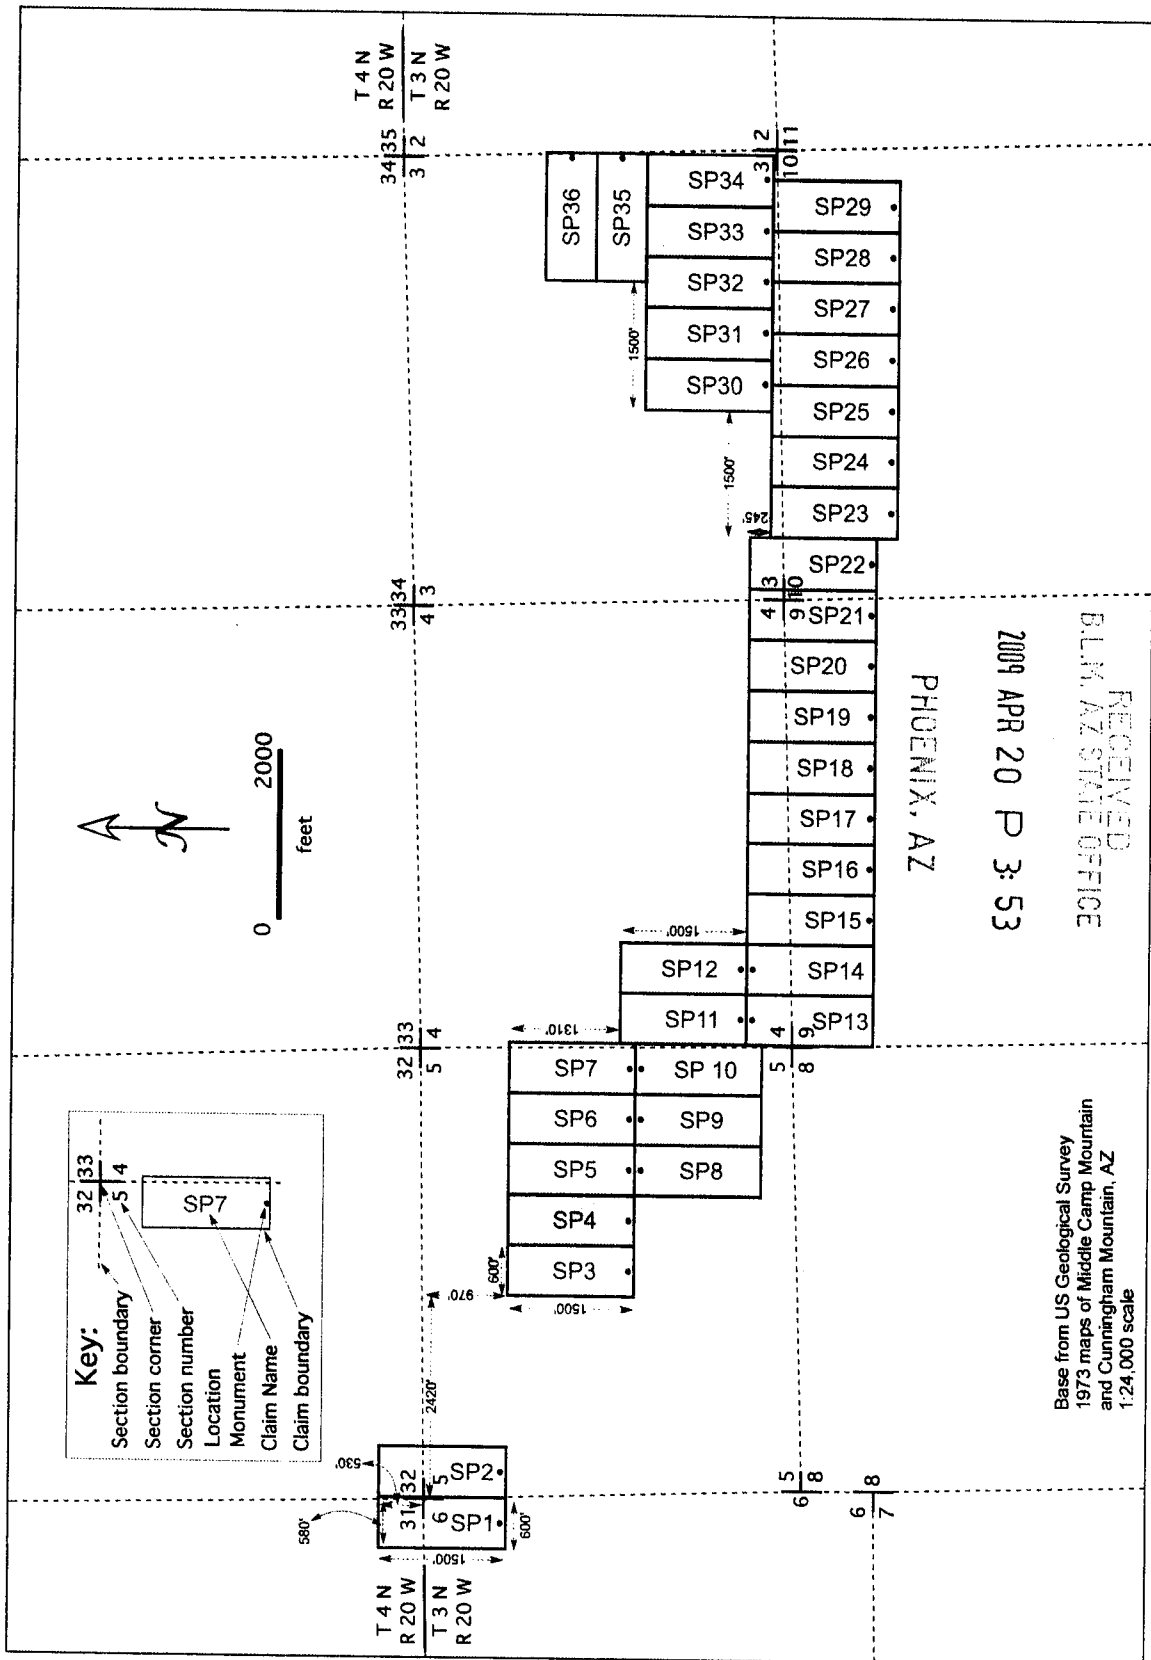 T 4 N
R 20 W
T 3 N
R 20 W
580'
530'
31 32
6 5
SP1
SP2
1500'
600'
2420'
970'
Key:
Section boundary
Section corner
Section number
Location
Monument
Claim Name
Claim boundary
32 33
5 4
SP7
0 2000
feet
N
32 33
5 4
33 34
4 3
34 35
3 2
T 4 N
R 20 W
T 3 N
R 20 W
600'
1500'
SP3
SP4
SP5
SP6
SP7
SP8
SP9
SP 10
1310'
SP11
SP12
1500'
SP13
SP14
SP15
SP16
SP17
SP18
SP19
SP20
SP21
SP22
5 4
8 9
4 3
9 10
245'
1500'
1500'
SP23
SP24
SP25
SP26
SP27
SP28
SP29
SP30
SP31
SP32
SP33
SP34
SP35
SP36
3 2
10 11
6 5
8
6 8
7
Base from US Geological Survey
1973 maps of Middle Camp Mountain
and Cunningham Mountain, AZ
1:24,000 scale
RECEIVED
B.L.M. AZ STATE OFFICE
2009 APR 20 P 3:53
PHOENIX, AZ